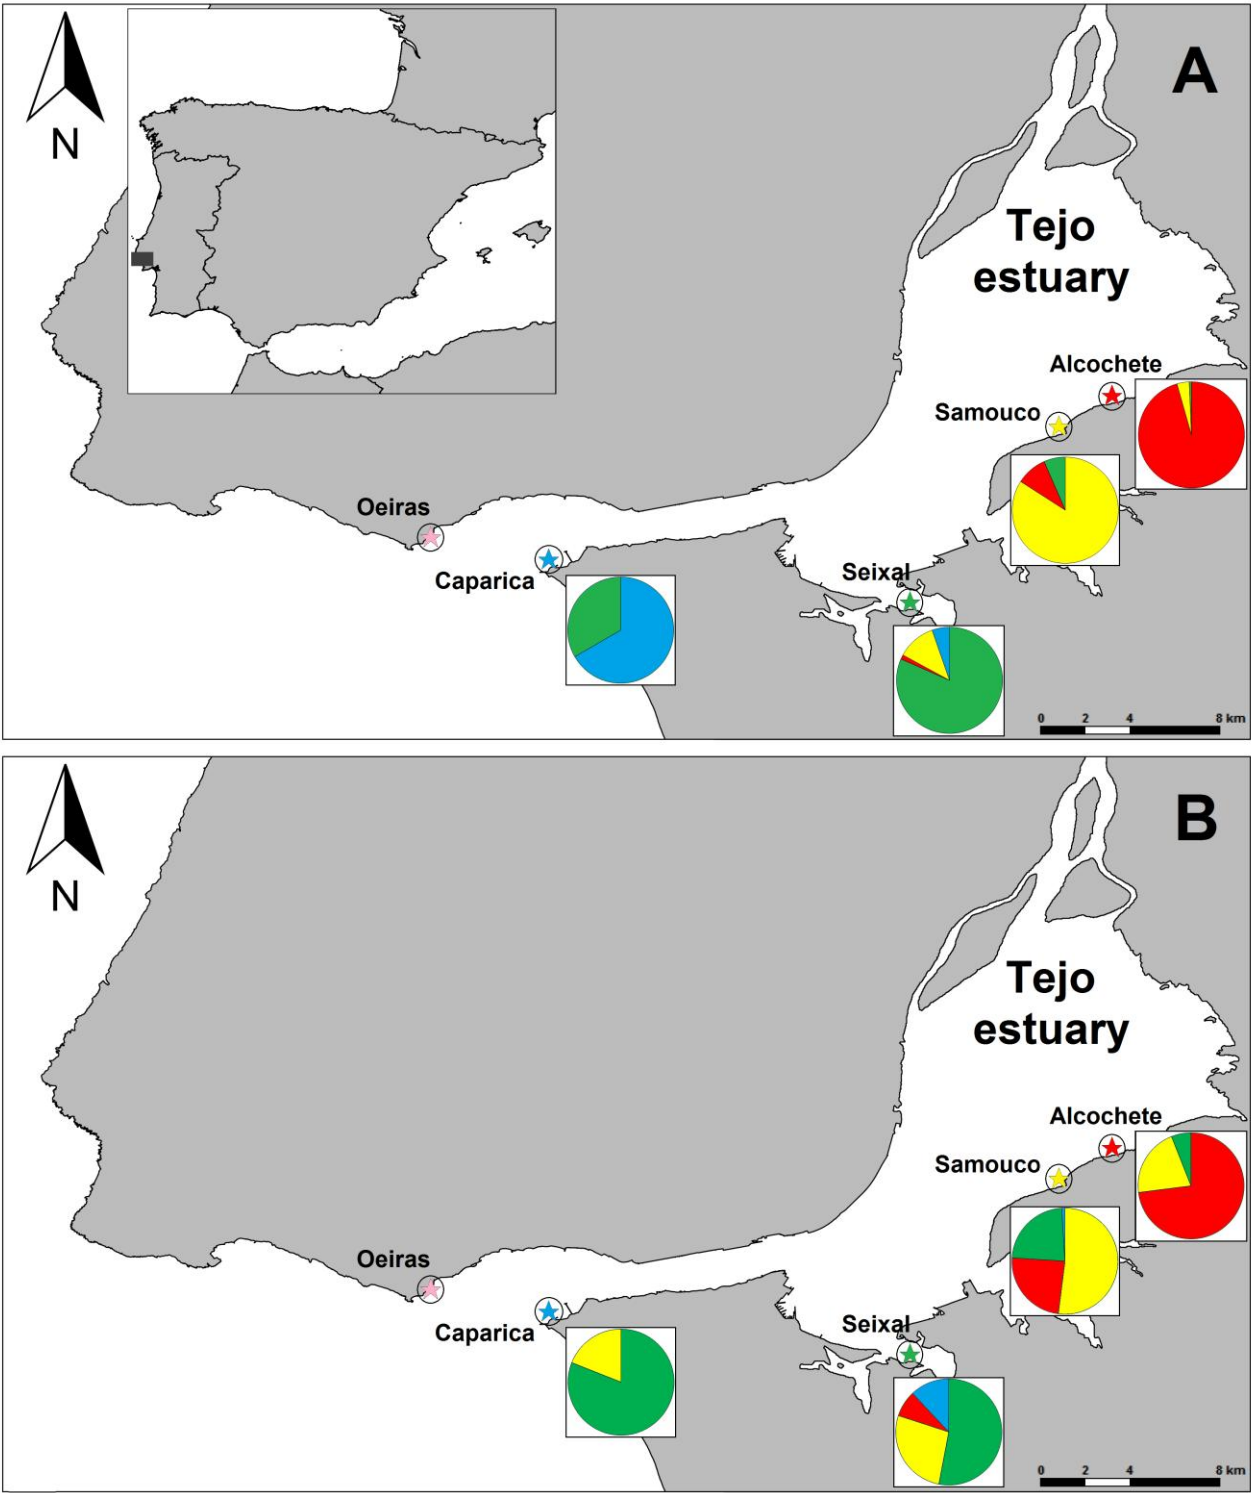 A
N
Tejo
estuary
Alcochete
Samouco
Oeiras
Caparica
Seixal
0 2 4 8 km
B
N
Tejo
estuary
Alcochete
Samouco
Oeiras
Caparica
Seixal
0 2 4 8 km